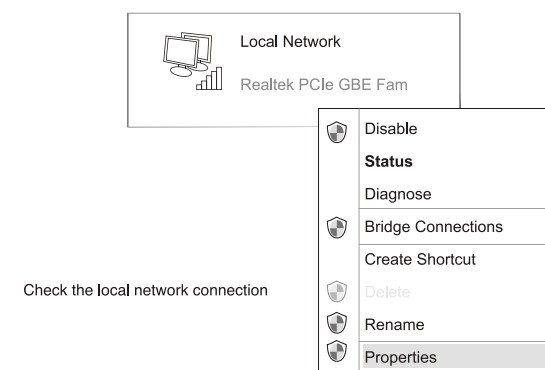 Local Network
Realtek PCIe GBE Fam
Disable
Status
Diagnose
Bridge Connections
Create Shortcut
Delete
Rename
Properties
Check the local network connection